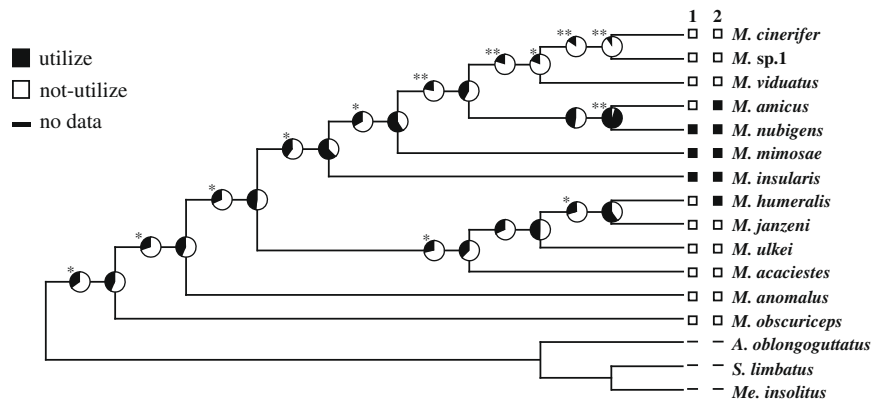 1 2
utilize
not-utilize
no data
** ** M. cinerifer
** * M. sp.1
** M. viduatus
* ** M. amicus
M. nubigens
* M. mimosae
M. insularis
* * M. humeralis
M. janzeni
* * M. ulkei
M. acaciestes
* M. anomalus
M. obscuriceps
A. oblongoguttatus
S. limbatus
Me. insolitus